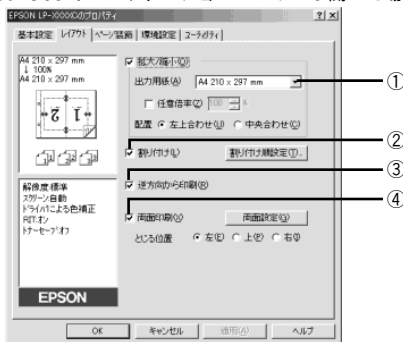 EPSON LP-XXXXCのプロパティ
? ×
基本設定 レイアウト ページ装飾 環境設定 ユーティリティ
A4 210 x 297 mm
↓ 100%
A4 210 x 297 mm
1 2
拡大/縮小(O)
出力用紙(A) A4 210 x 297 mm
任意倍率(Z) 100 %
配置 左上合わせ(U) 中央合わせ(C)
割り付け(L) 割り付け順設定(T)...
逆方向から印刷(R)
両面印刷(X) 両面設定(G)
とじる位置 左(E) 上(P) 右(I)
解像度:標準
スクリーン:自動
ドライバによる色補正
RIT:オン
トナーセーブ:オフ
EPSON
OK キャンセル 適用(A) ヘルプ
①
②
③
④